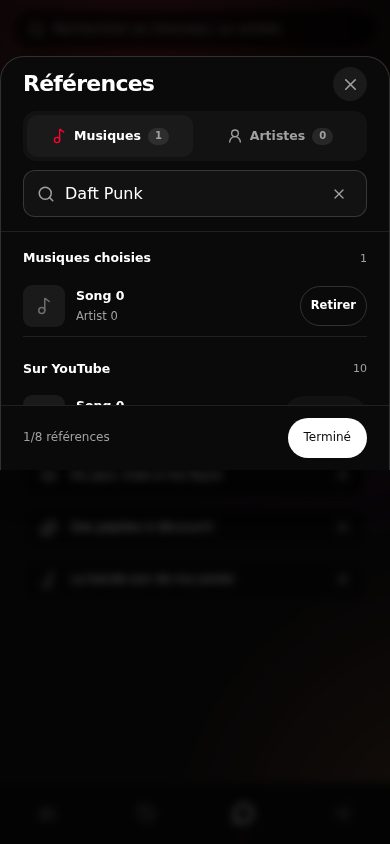 Références
Musiques 1
Artistes 0
Daft Punk
Musiques choisies 1
Song 0
Artist 0
Retirer
Sur YouTube 10
Song 0
1/8 références
Terminé